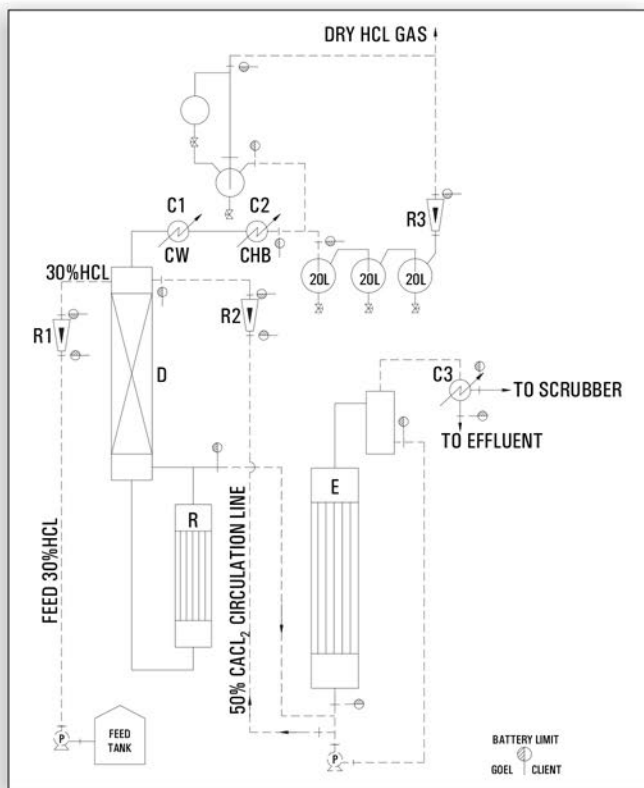 DRY HCL GAS
C1
C2
R3
CW
CHB
30%HCL
20L
20L
20L
R1
R2
D
C3
TO SCRUBBER
TO EFFLUENT
E
R
FEED 30%HCL
50% CACL₂ CIRCULATION LINE
P
FEED
TANK
P
BATTERY LIMIT
GOEL CLIENT